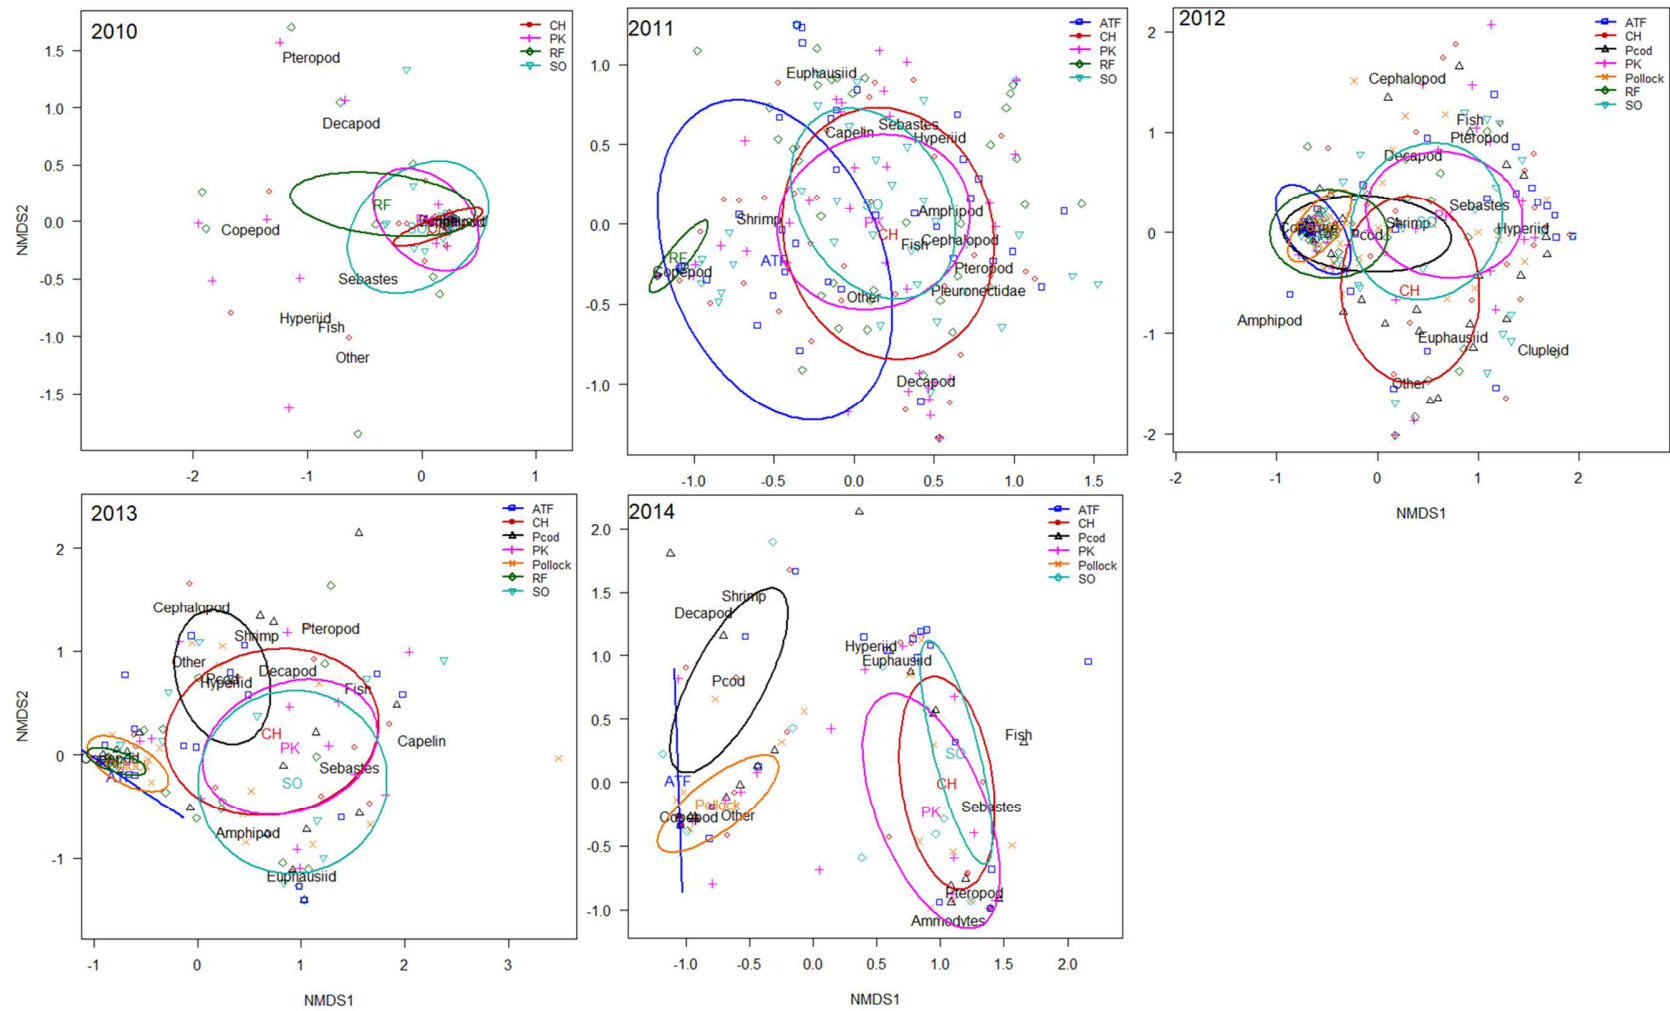 2010
CH
PK
RF
SO
Pteropod
Decapod
RF
Copepod
Sebastes
Hyperiid
Fish
Other
NMDS2
1.5
1.0
0.5
0.0
-0.5
-1.0
-1.5
-2
-1
0
1
2011
ATF
CH
PK
RF
SO
Euphausiid
Sebastes
Capelin
Hyperiid
SO
Shrimp
Amphipod
PK
CH
Cephalopod
Fish
RF
ATF
Copepod
Pteropod
Other
Pleuronectidae
Decapod
1.0
0.5
0.0
-0.5
-1.0
-1.0
-0.5
0.0
0.5
1.0
1.5
2012
ATF
CH
Pcod
PK
Pollock
RF
SO
Cephalopod
Fish
Pteropod
Decapod
Sebastes
PK
Shrimp
SO
Hyperiid
Pcod
CH
Amphipod
Euphausiid
Clupleid
Other
2
1
0
-1
-2
-2
-1
0
1
2
NMDS1
2013
ATF
CH
Pcod
PK
Pollock
RF
SO
Cephalopod
Shrimp
Pteropod
Other
Decapod
Pcod
Hyperiid
Fish
CH
PK
Capelin
Copepod
Sebastes
SO
Amphipod
Euphausiid
NMDS2
2
1
0
-1
-1
0
1
2
3
NMDS1
2014
ATF
CH
Pcod
PK
Pollock
SO
Shrimp
Decapod
Hyperiid
Euphausiid
Pcod
Fish
SO
ATF
CH
Pollock
Sebastes
PK
Copepod
Other
Pteropod
Ammodytes
2.0
1.5
1.0
0.5
0.0
-0.5
-1.0
-1.0
-0.5
0.0
0.5
1.0
1.5
2.0
NMDS1